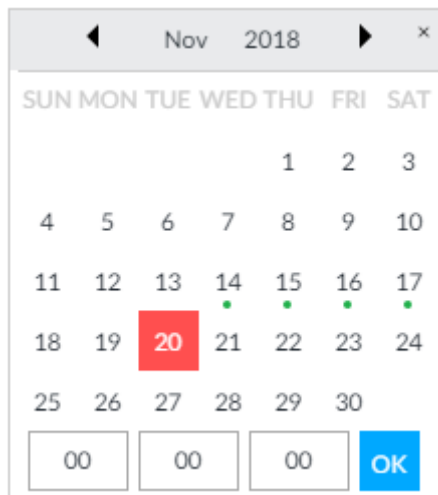 Nov 2018 ×
SUN MON TUE WED THU FRI SAT
1 2 3
4 5 6 7 8 9 10
11 12 13 14 15 16 17
18 19 20 21 22 23 24
25 26 27 28 29 30
00 00 00 OK